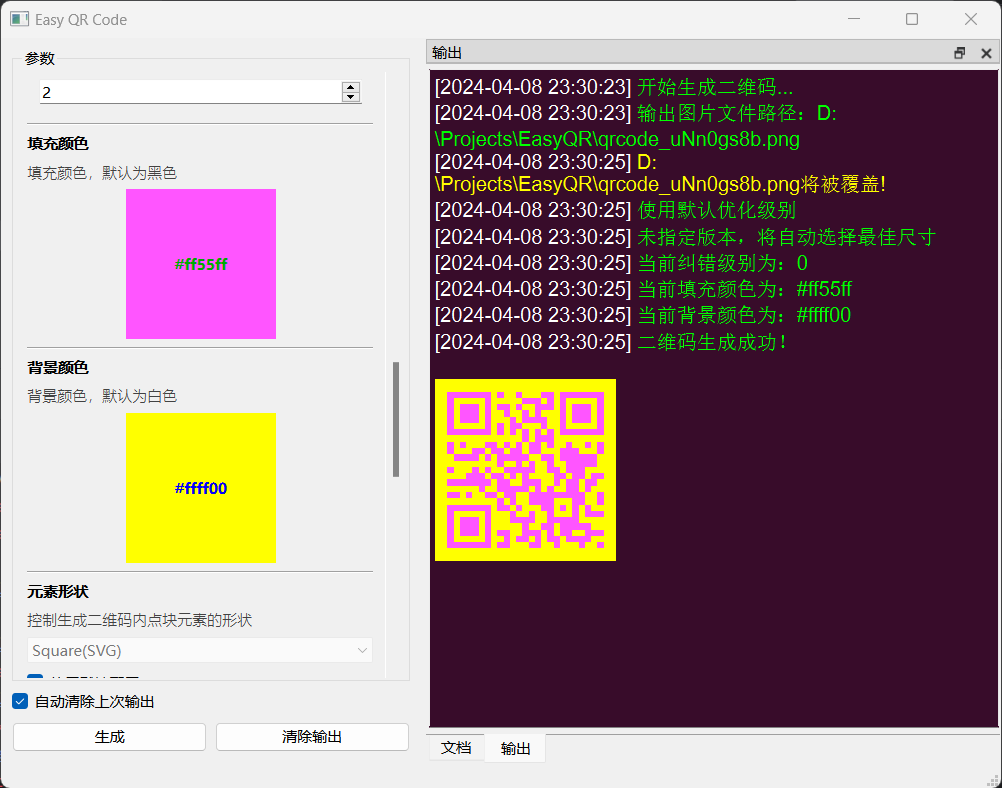 Easy QR Code
参数
2
填充颜色
填充颜色，默认为黑色
#ff55ff
背景颜色
背景颜色，默认为白色
#ffff00
元素形状
控制生成二维码内点块元素的形状
Square(SVG)
自动清除上次输出
生成
清除输出
输出
[2024-04-08 23:30:23] 开始生成二维码...
[2024-04-08 23:30:23] 输出图片文件路径：D:
\Projects\EasyQR\qrcode_uNn0gs8b.png
[2024-04-08 23:30:25] D:
\Projects\EasyQR\qrcode_uNn0gs8b.png将被覆盖!
[2024-04-08 23:30:25] 使用默认优化级别
[2024-04-08 23:30:25] 未指定版本，将自动选择最佳尺寸
[2024-04-08 23:30:25] 当前纠错级别为：0
[2024-04-08 23:30:25] 当前填充颜色为：#ff55ff
[2024-04-08 23:30:25] 当前背景颜色为：#ffff00
[2024-04-08 23:30:25] 二维码生成成功！
文档
输出